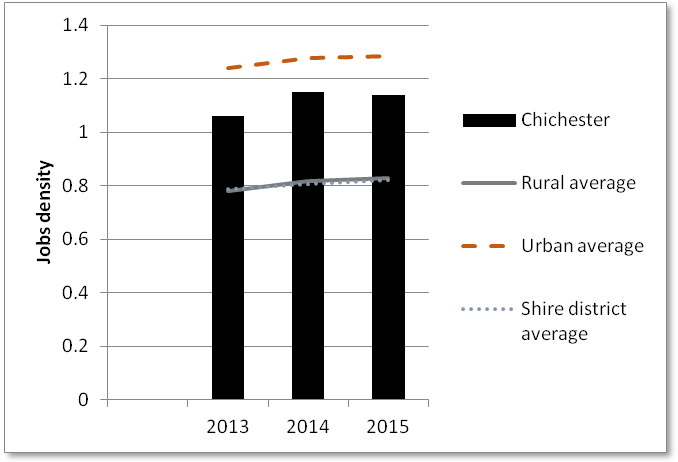 1.4
1.2
1
0.8
0.6
0.4
0.2
0
Jobs density
2013 2014 2015
Chichester
Rural average
Urban average
Shire district
average